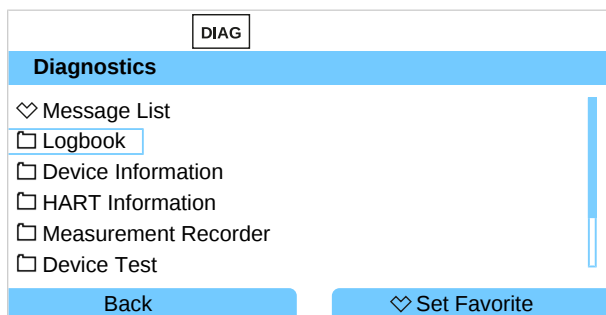 DIAG
Diagnostics
Message List
Logbook
Device Information
HART Information
Measurement Recorder
Device Test
Back Set Favorite